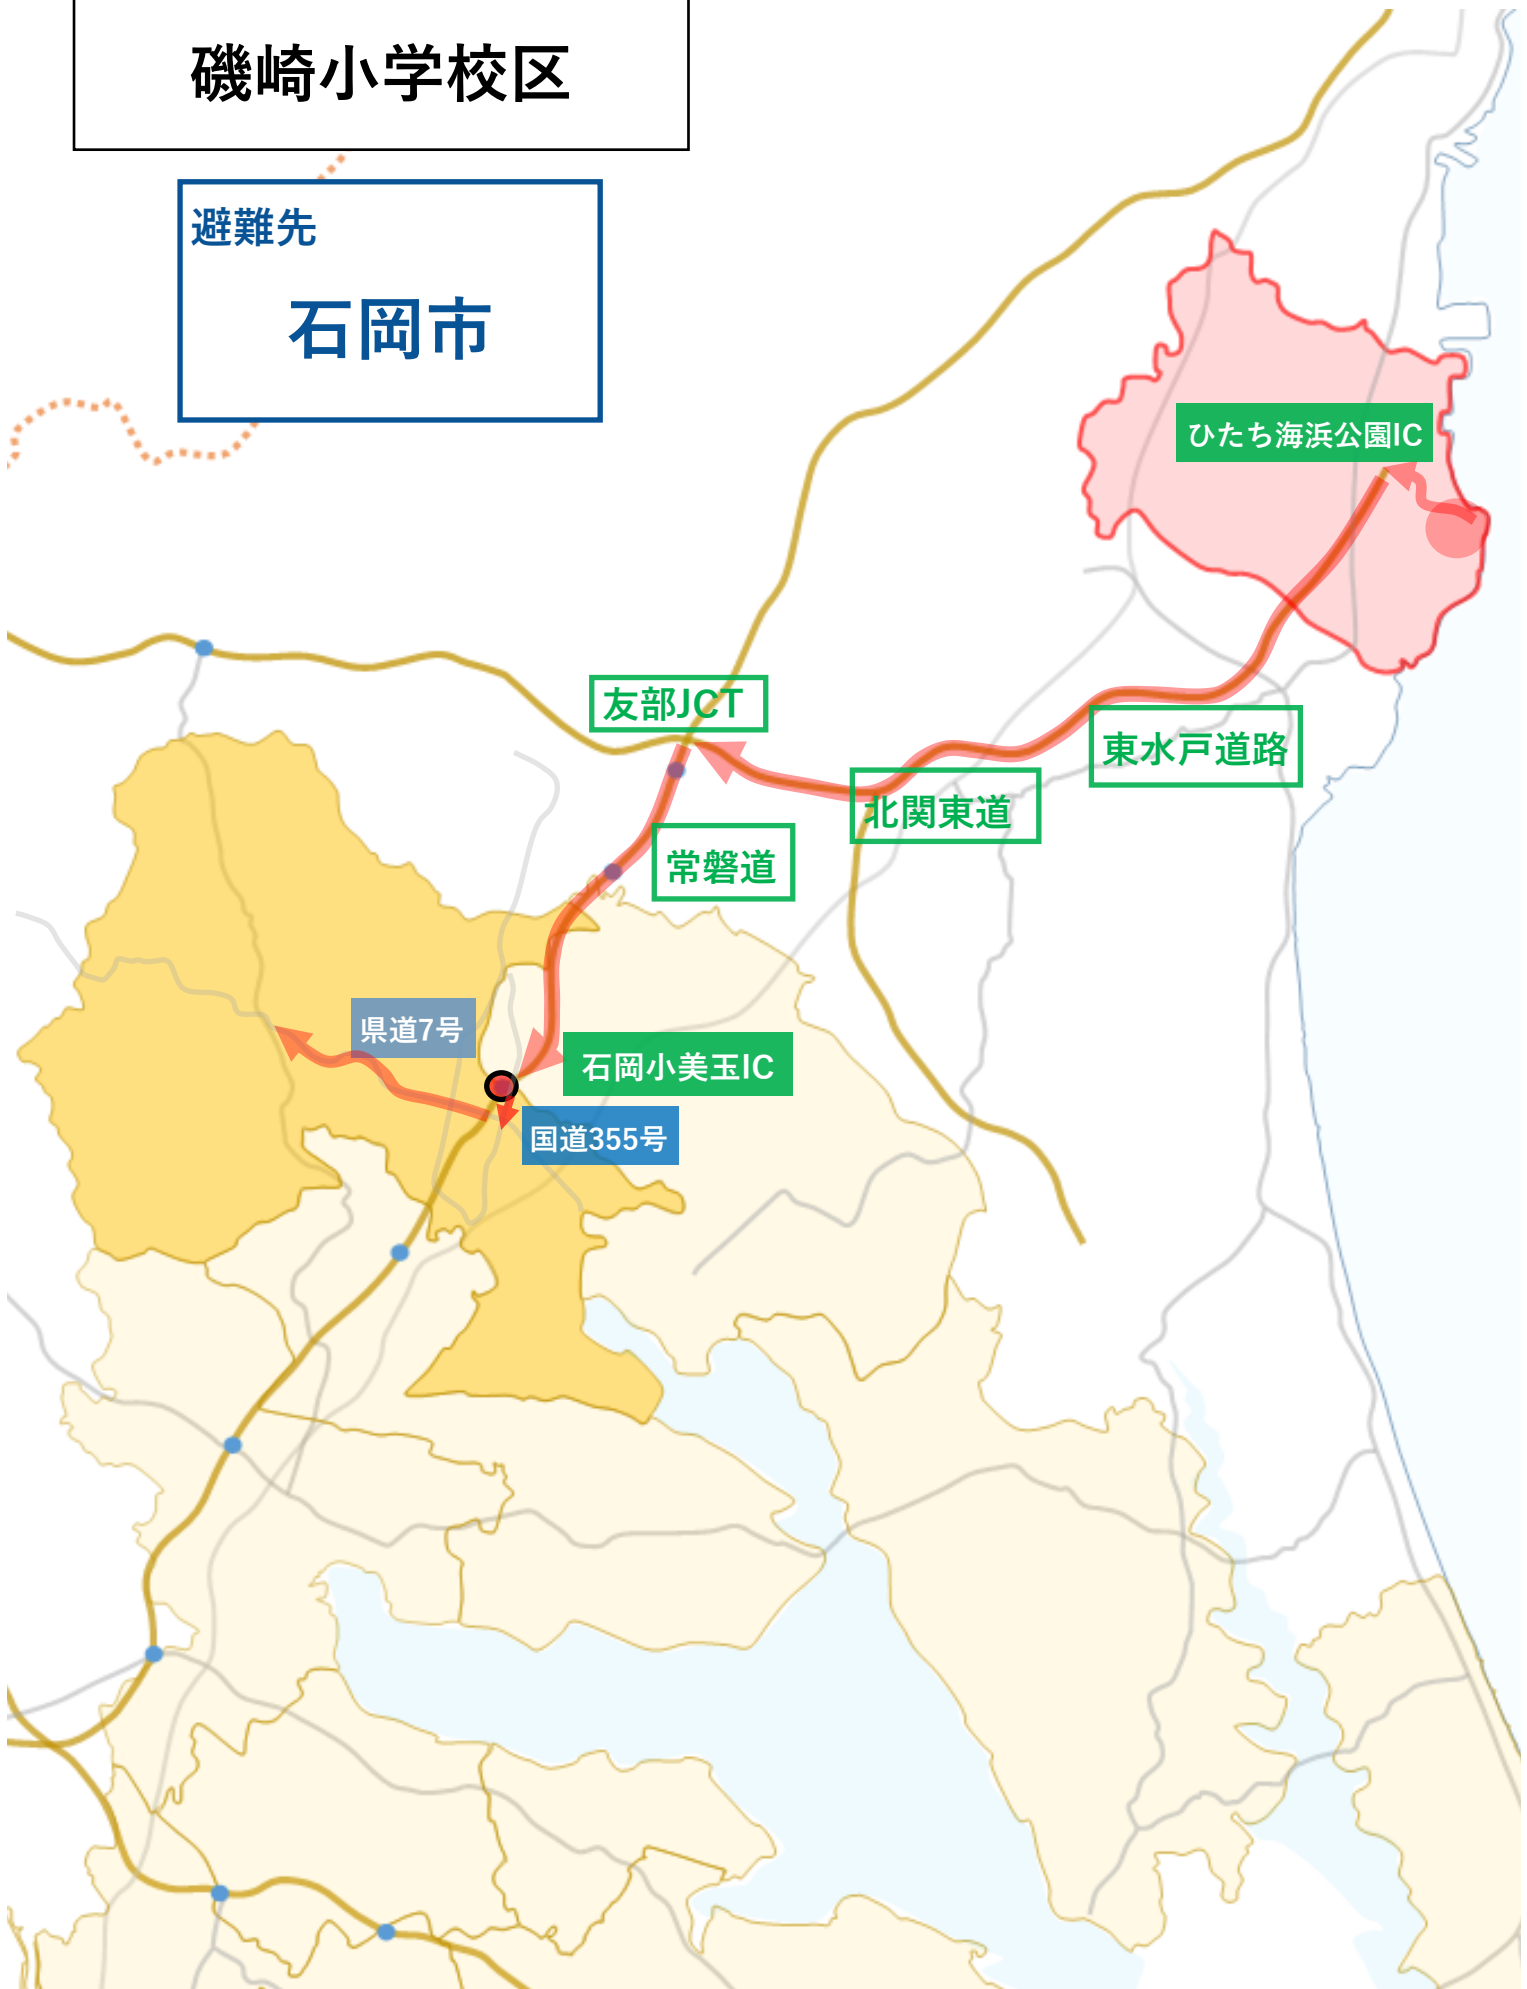 磯崎小学校区
避難先
石岡市
ひたち海浜公園IC
友部JCT
東水戸道路
北関東道
常磐道
県道7号
石岡小美玉IC
国道355号